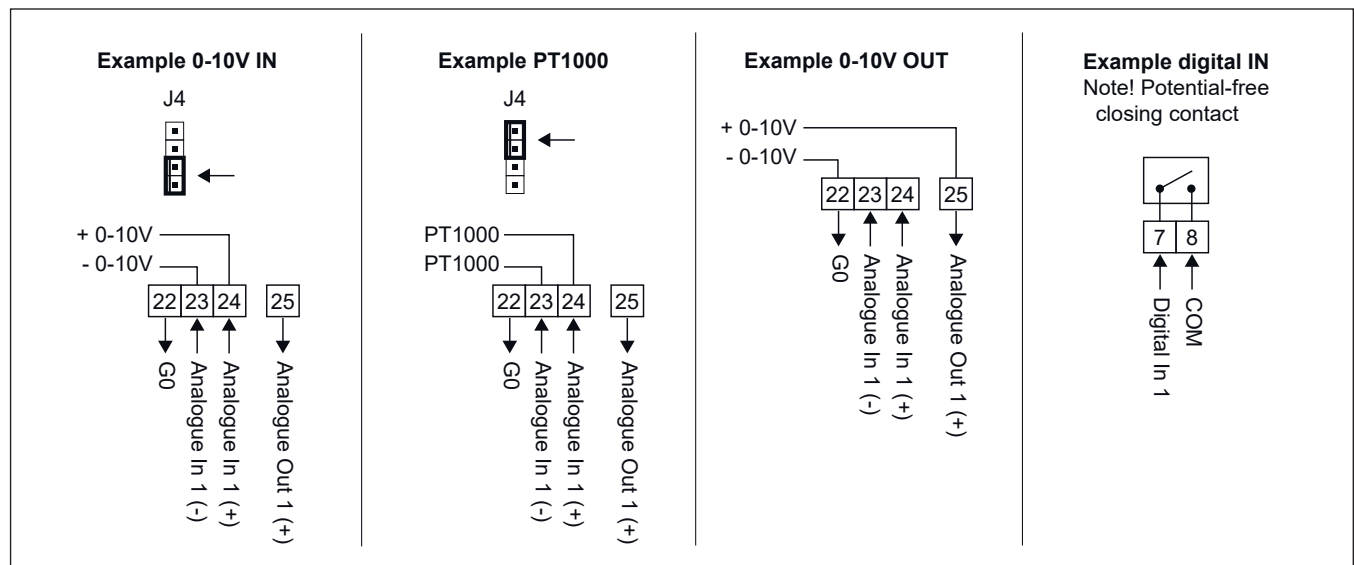 Example 0-10V IN
J4
+ 0-10V
- 0-10V
22 23 24 25
G0
Analogue In 1 (-)
Analogue In 1 (+)
Analogue Out 1 (+)
Example PT1000
J4
PT1000
PT1000
22 23 24 25
G0
Analogue In 1 (-)
Analogue In 1 (+)
Analogue Out 1 (+)
Example 0-10V OUT
+ 0-10V
- 0-10V
22 23 24 25
G0
Analogue In 1 (-)
Analogue In 1 (+)
Analogue Out 1 (+)
Example digital IN
Note! Potential-free
closing contact
7 8
Digital In 1
COM